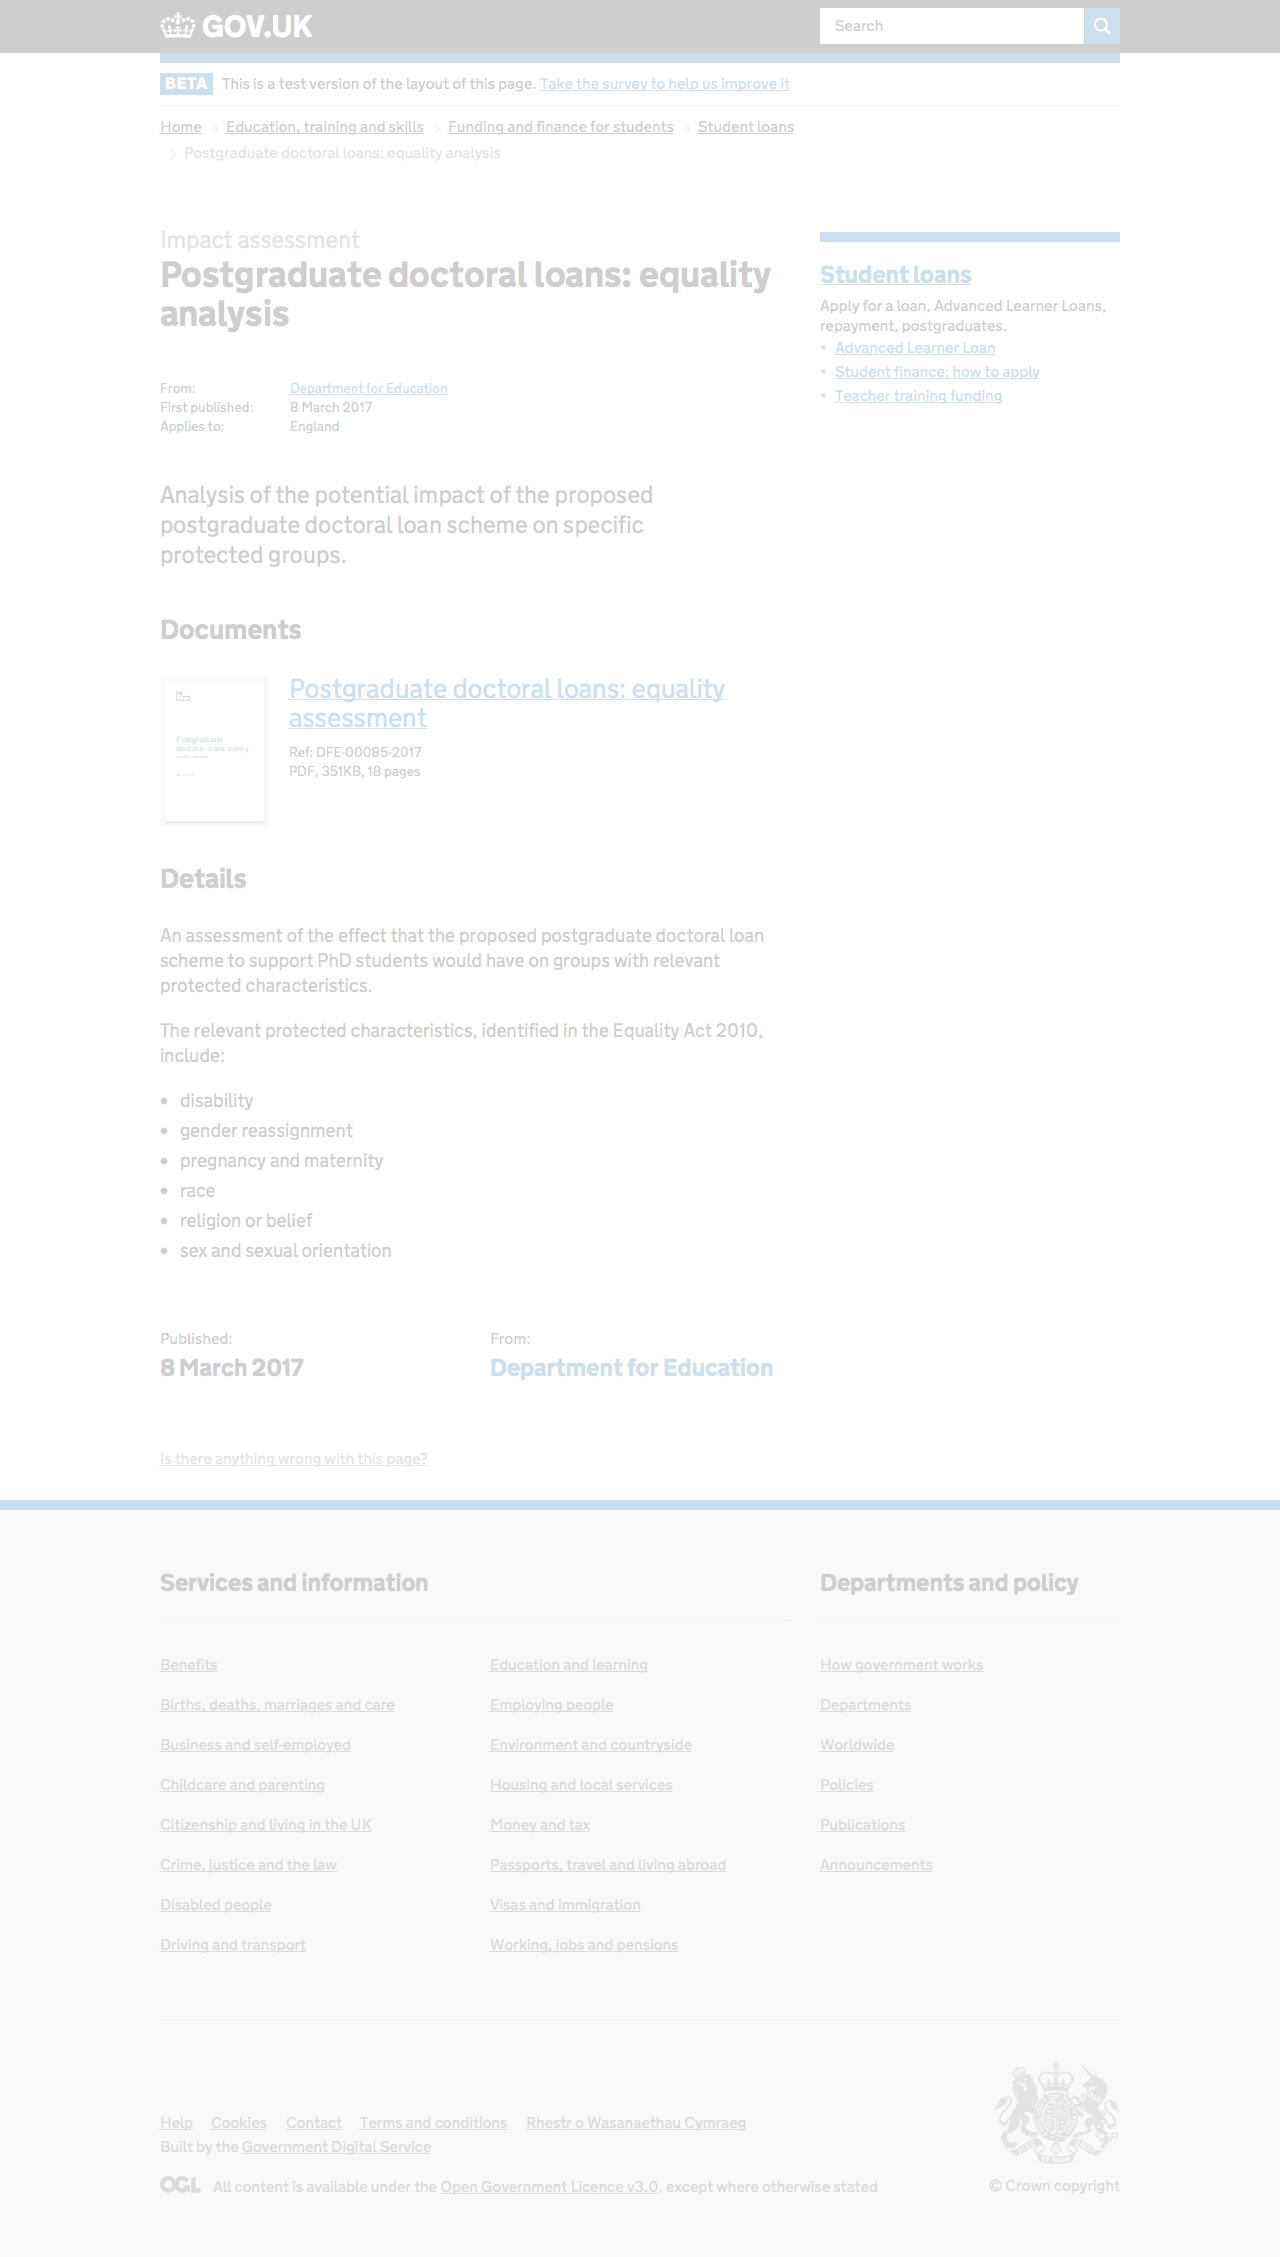 GOV.UK
Search
BETA This is a test version of the layout of this page. Take the survey to help us improve it
Home Education, training and skills Funding and finance for students Student loans
Postgraduate doctoral loans: equality analysis
Impact assessment
Postgraduate doctoral loans: equality
analysis
Student loans
Apply for a loan, Advanced Learner Loans,
repayment, postgraduates.
• Advanced Learner Loan
• Student finance: how to apply
• Teacher training funding
From: Department for Education
First published: 8 March 2017
Applies to: England
Analysis of the potential impact of the proposed
postgraduate doctoral loan scheme on specific
protected groups.
Documents
Postgraduate
doctoral loans policy
Postgraduate doctoral loans: equality
assessment
Ref: DFE-00085-2017
PDF, 351KB, 18 pages
Details
An assessment of the effect that the proposed postgraduate doctoral loan
scheme to support PhD students would have on groups with relevant
protected characteristics.
The relevant protected characteristics, identified in the Equality Act 2010,
include:
• disability
• gender reassignment
• pregnancy and maternity
• race
• religion or belief
• sex and sexual orientation
Published: From:
8 March 2017 Department for Education
Is there anything wrong with this page?
Services and information
Benefits
Births, deaths, marriages and care
Business and self-employed
Childcare and parenting
Citizenship and living in the UK
Crime, justice and the law
Disabled people
Driving and transport
Education and learning
Employing people
Environment and countryside
Housing and local services
Money and tax
Passports, travel and living abroad
Visas and immigration
Working, jobs and pensions
Departments and policy
How government works
Departments
Worldwide
Policies
Publications
Announcements
Help Cookies Contact Terms and conditions Rhestr o Wasanaethau Cymraeg
Built by the Government Digital Service
OGL All content is available under the Open Government Licence v3.0, except where otherwise stated
© Crown copyright